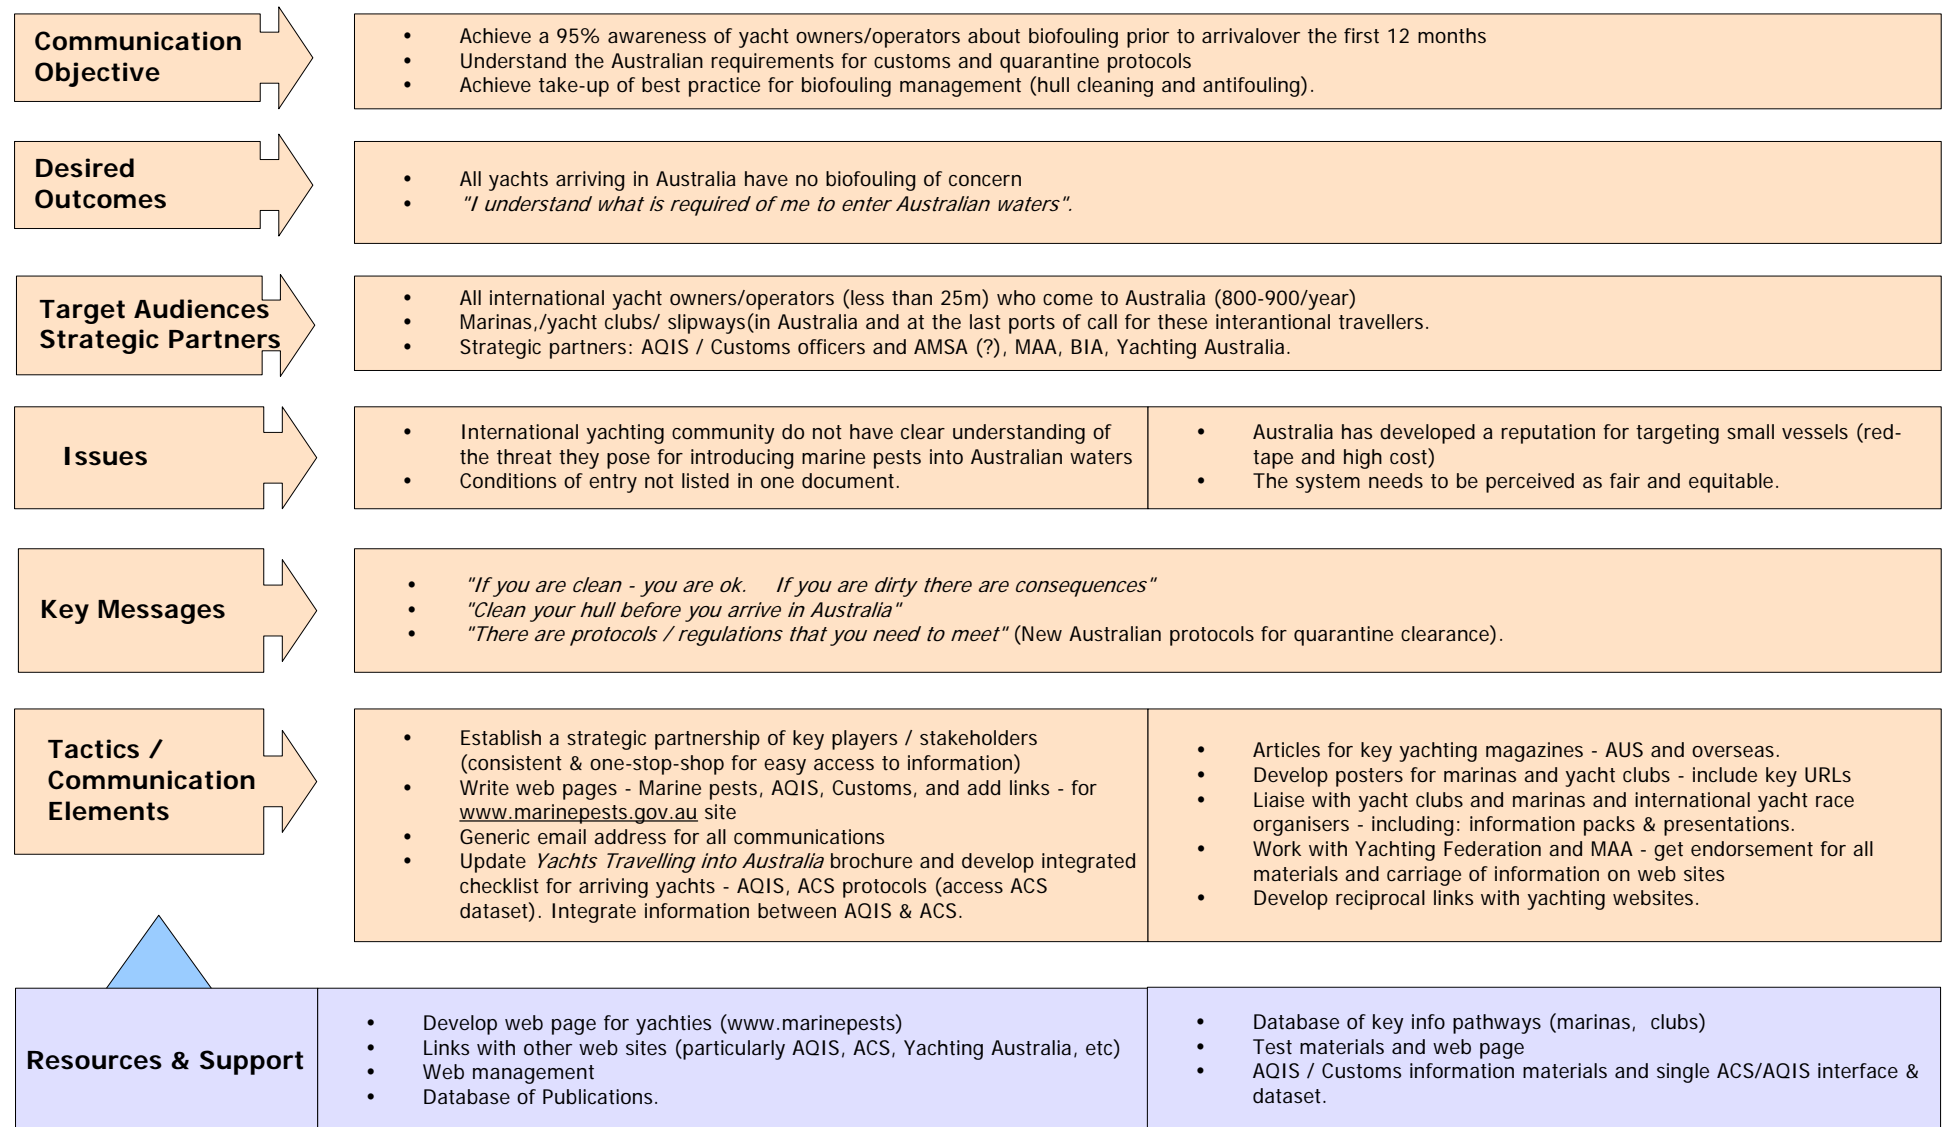 Communication
Objective
• Achieve a 95% awareness of yacht owners/operators about biofouling prior to arrivalover the first 12 months
• Understand the Australian requirements for customs and quarantine protocols
• Achieve take-up of best practice for biofouling management (hull cleaning and antifouling).
Desired
Outcomes
• All yachts arriving in Australia have no biofouling of concern
• "I understand what is required of me to enter Australian waters".
Target Audiences
Strategic Partners
• All international yacht owners/operators (less than 25m) who come to Australia (800-900/year)
• Marinas,/yacht clubs/ slipways(in Australia and at the last ports of call for these interantional travellers.
• Strategic partners: AQIS / Customs officers and AMSA (?), MAA, BIA, Yachting Australia.
Issues
• International yachting community do not have clear understanding of
the threat they pose for introducing marine pests into Australian waters
• Conditions of entry not listed in one document.
• Australia has developed a reputation for targeting small vessels (red-
tape and high cost)
• The system needs to be perceived as fair and equitable.
Key Messages
• "If you are clean - you are ok. If you are dirty there are consequences"
• "Clean your hull before you arrive in Australia"
• "There are protocols / regulations that you need to meet" (New Australian protocols for quarantine clearance).
Tactics /
Communication
Elements
• Establish a strategic partnership of key players / stakeholders
(consistent & one-stop-shop for easy access to information)
• Write web pages - Marine pests, AQIS, Customs, and add links - for
www.marinepests.gov.au site
• Generic email address for all communications
• Update Yachts Travelling into Australia brochure and develop integrated
checklist for arriving yachts - AQIS, ACS protocols (access ACS
dataset). Integrate information between AQIS & ACS.
• Articles for key yachting magazines - AUS and overseas.
• Develop posters for marinas and yacht clubs - include key URLs
• Liaise with yacht clubs and marinas and international yacht race
organisers - including: information packs & presentations.
• Work with Yachting Federation and MAA - get endorsement for all
materials and carriage of information on web sites
• Develop reciprocal links with yachting websites.
Resources & Support
• Develop web page for yachties (www.marinepests)
• Links with other web sites (particularly AQIS, ACS, Yachting Australia, etc)
• Web management
• Database of Publications.
• Database of key info pathways (marinas, clubs)
• Test materials and web page
• AQIS / Customs information materials and single ACS/AQIS interface &
dataset.